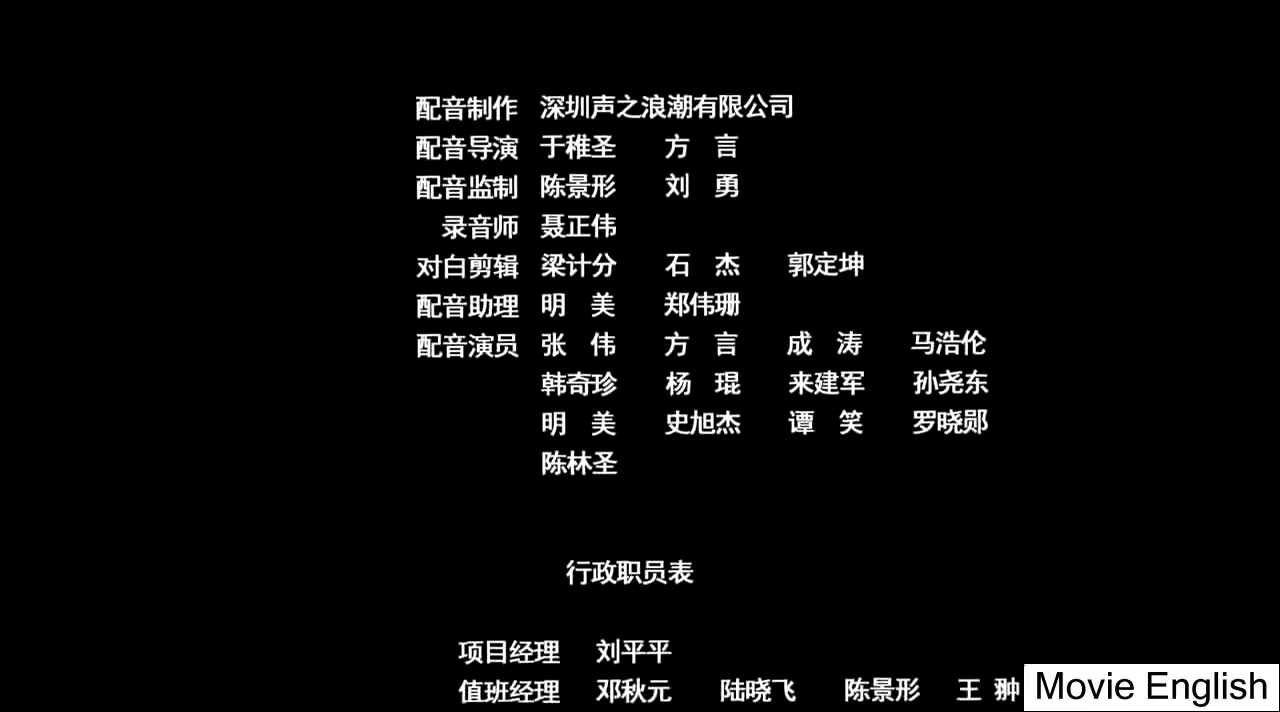 配音制作 深圳声之浪潮有限公司
配音导演 于稚圣 方 言
配音监制 陈景形 刘 勇
录音师 聂正伟
对白剪辑 梁计分 石 杰 郭定坤
配音助理 明 美 郑伟珊
配音演员 张 伟 方 言 成 涛 马浩伦
韩奇珍 杨 琨 来建军 孙尧东
明 美 史旭杰 谭 笑 罗晓勋
陈林圣
行政职员表
项目经理 刘平平
值班经理 邓秋元 陆晓飞 陈景形 王 翀
Movie English